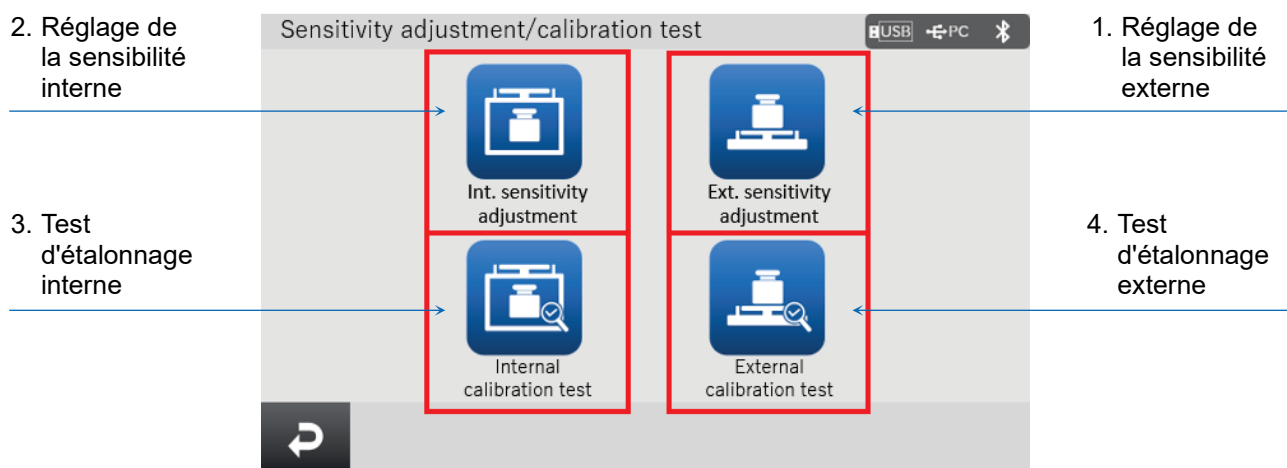 2. Réglage de
la sensibilité
interne
Sensitivity adjustment/calibration test
USB PC
1. Réglage de
la sensibilité
externe
Int. sensitivity
adjustment
Ext. sensitivity
adjustment
3. Test
d'étalonnage
interne
4. Test
d'étalonnage
externe
Internal
calibration test
External
calibration test